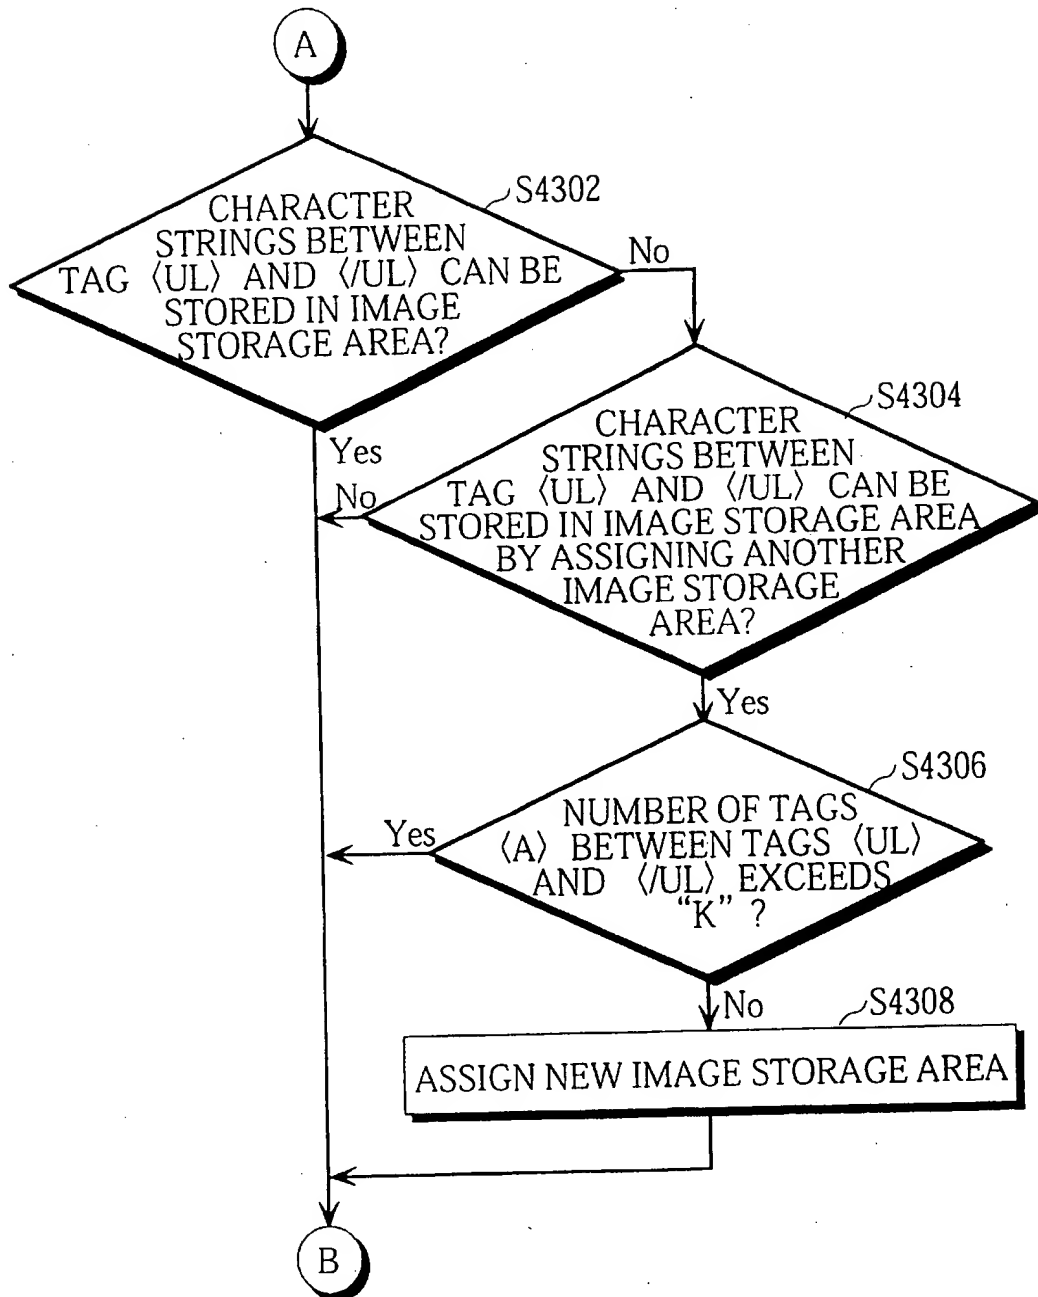 A
S4302
CHARACTER
STRINGS BETWEEN
TAG 〈UL〉 AND 〈/UL〉 CAN BE
STORED IN IMAGE
STORAGE AREA?
No
Yes
S4304
CHARACTER
STRINGS BETWEEN
TAG 〈UL〉 AND 〈/UL〉 CAN BE
STORED IN IMAGE STORAGE AREA
BY ASSIGNING ANOTHER
IMAGE STORAGE
AREA?
No
Yes
S4306
NUMBER OF TAGS
〈A〉 BETWEEN TAGS 〈UL〉
AND 〈/UL〉 EXCEEDS
“K” ?
Yes
No
S4308
ASSIGN NEW IMAGE STORAGE AREA
B